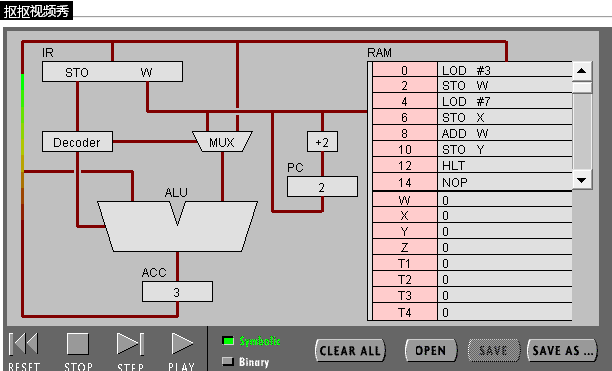 抠抠视频秀
IR
RAM
STO W
0 LOD #3
2 STO W
4 LOD #7
6 STO X
8 ADD W
10 STO Y
12 HLT
14 NOP
W 0
X 0
Y 0
Z 0
T1 0
T2 0
T3 0
T4 0
Decoder
MUX
+2
PC
2
ALU
ACC
3
RESET
STOP
STEP
PLAY
Symbolic
Binary
CLEAR ALL
OPEN
SAVE
SAVE AS ...